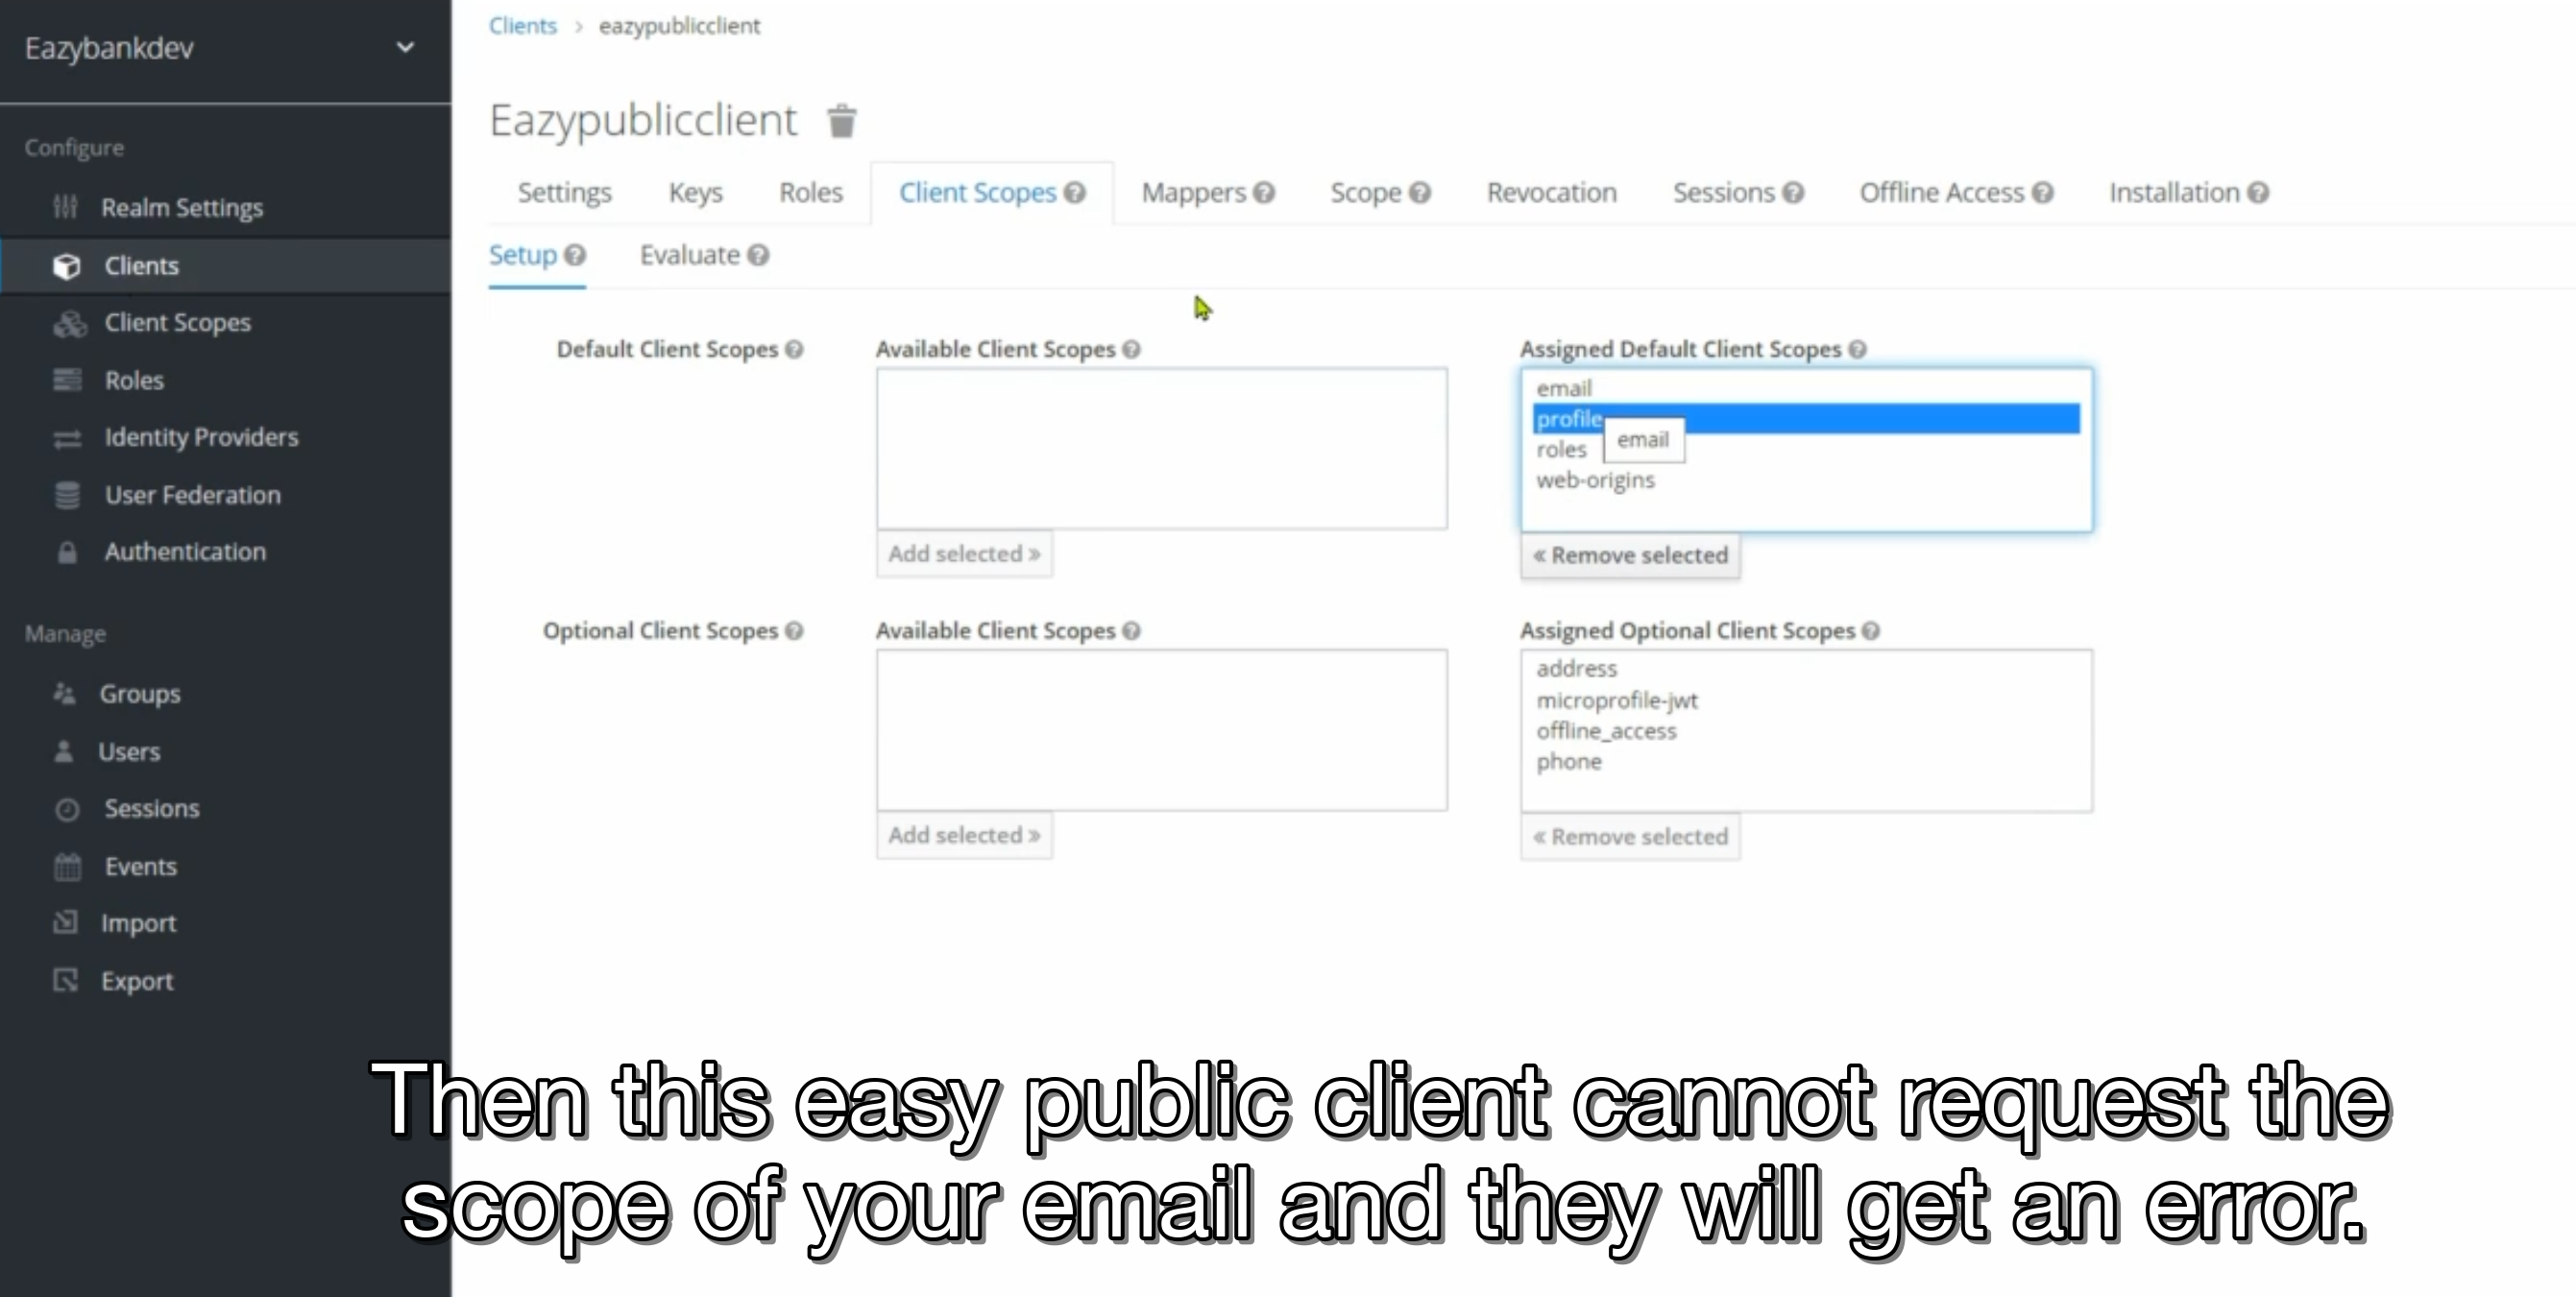 Eazybankdev
Clients > eazypublicclient
Eazypublicclient
Configure
Realm Settings
Clients
Client Scopes
Roles
Identity Providers
User Federation
Authentication
Manage
Groups
Users
Sessions
Events
Import
Export
Settings Keys Roles Client Scopes Mappers Scope Revocation Sessions Offline Access Installation
Setup Evaluate
Default Client Scopes Available Client Scopes Assigned Default Client Scopes
email
profile
email
roles
web-origins
Add selected » « Remove selected
Optional Client Scopes Available Client Scopes Assigned Optional Client Scopes
address
microprofile-jwt
offline_access
phone
Add selected » « Remove selected
Then this easy public client cannot request the
scope of your email and they will get an error.